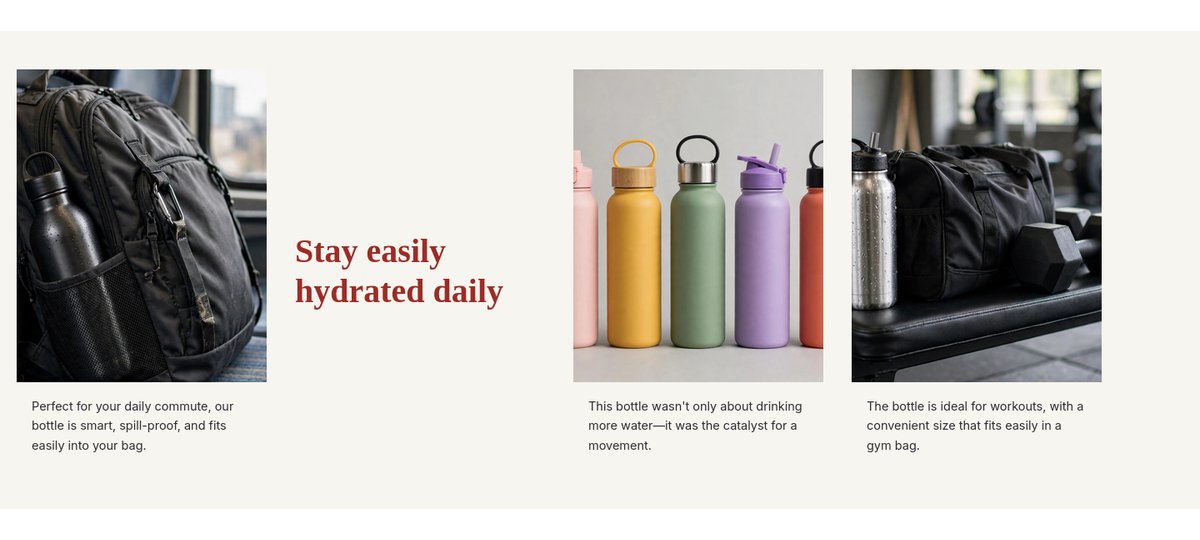 Perfect for your daily commute, our
bottle is smart, spill-proof, and fits
easily into your bag.
Stay easily
hydrated daily
This bottle wasn't only about drinking
more water—it was the catalyst for a
movement.
The bottle is ideal for workouts, with a
convenient size that fits easily in a
gym bag.